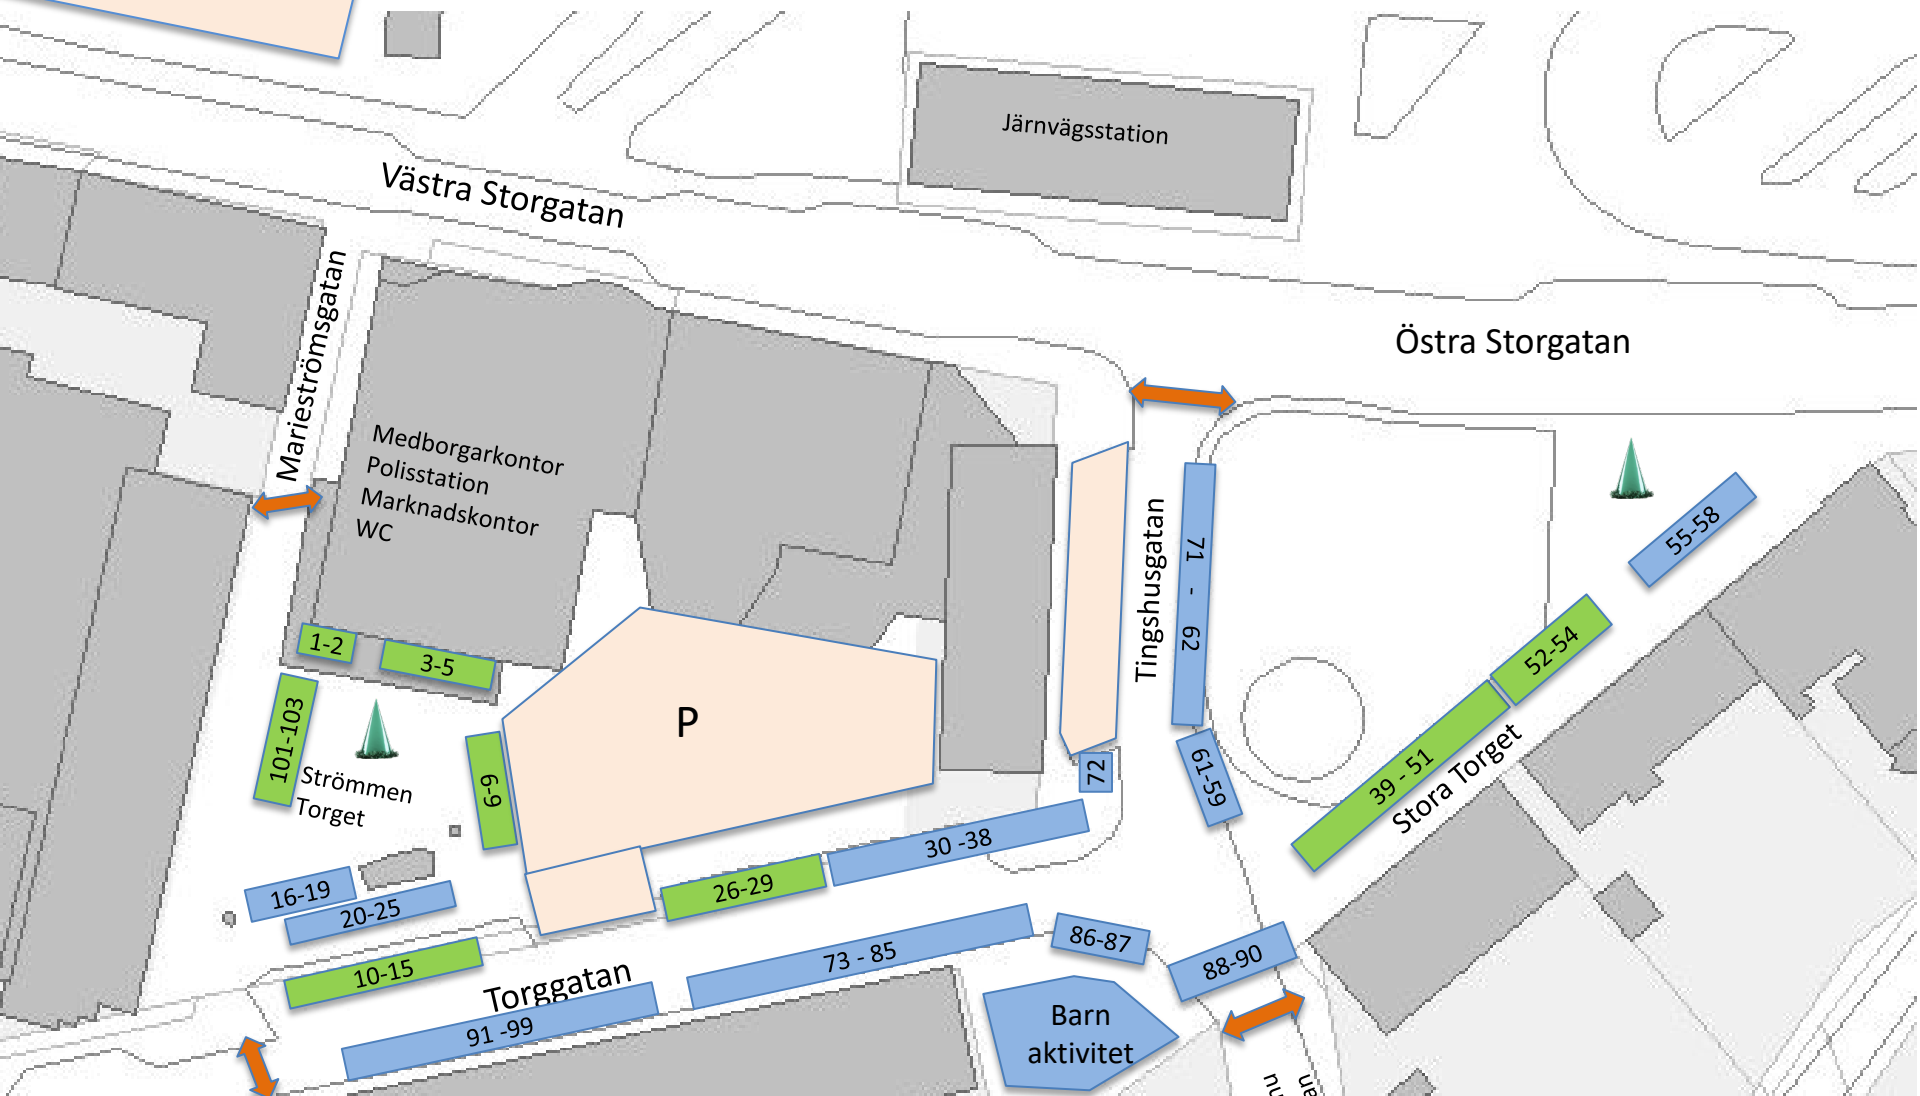 Järnvägsstation
Västra Storgatan
Östra Storgatan
Marieströmsgatan
Medborgarkontor
Polisstation
Marknadskontor
WC
Tingshusgatan
71 - 62
55-58
52-54
39 - 51
Stora Torget
61-59
72
1-2
3-5
101-103
6-9
P
Strömmen
Torget
30 -38
26-29
16-19
20-25
10-15
Torggatan
91 -99
73 - 85
86-87
88-90
Barn
aktivitet